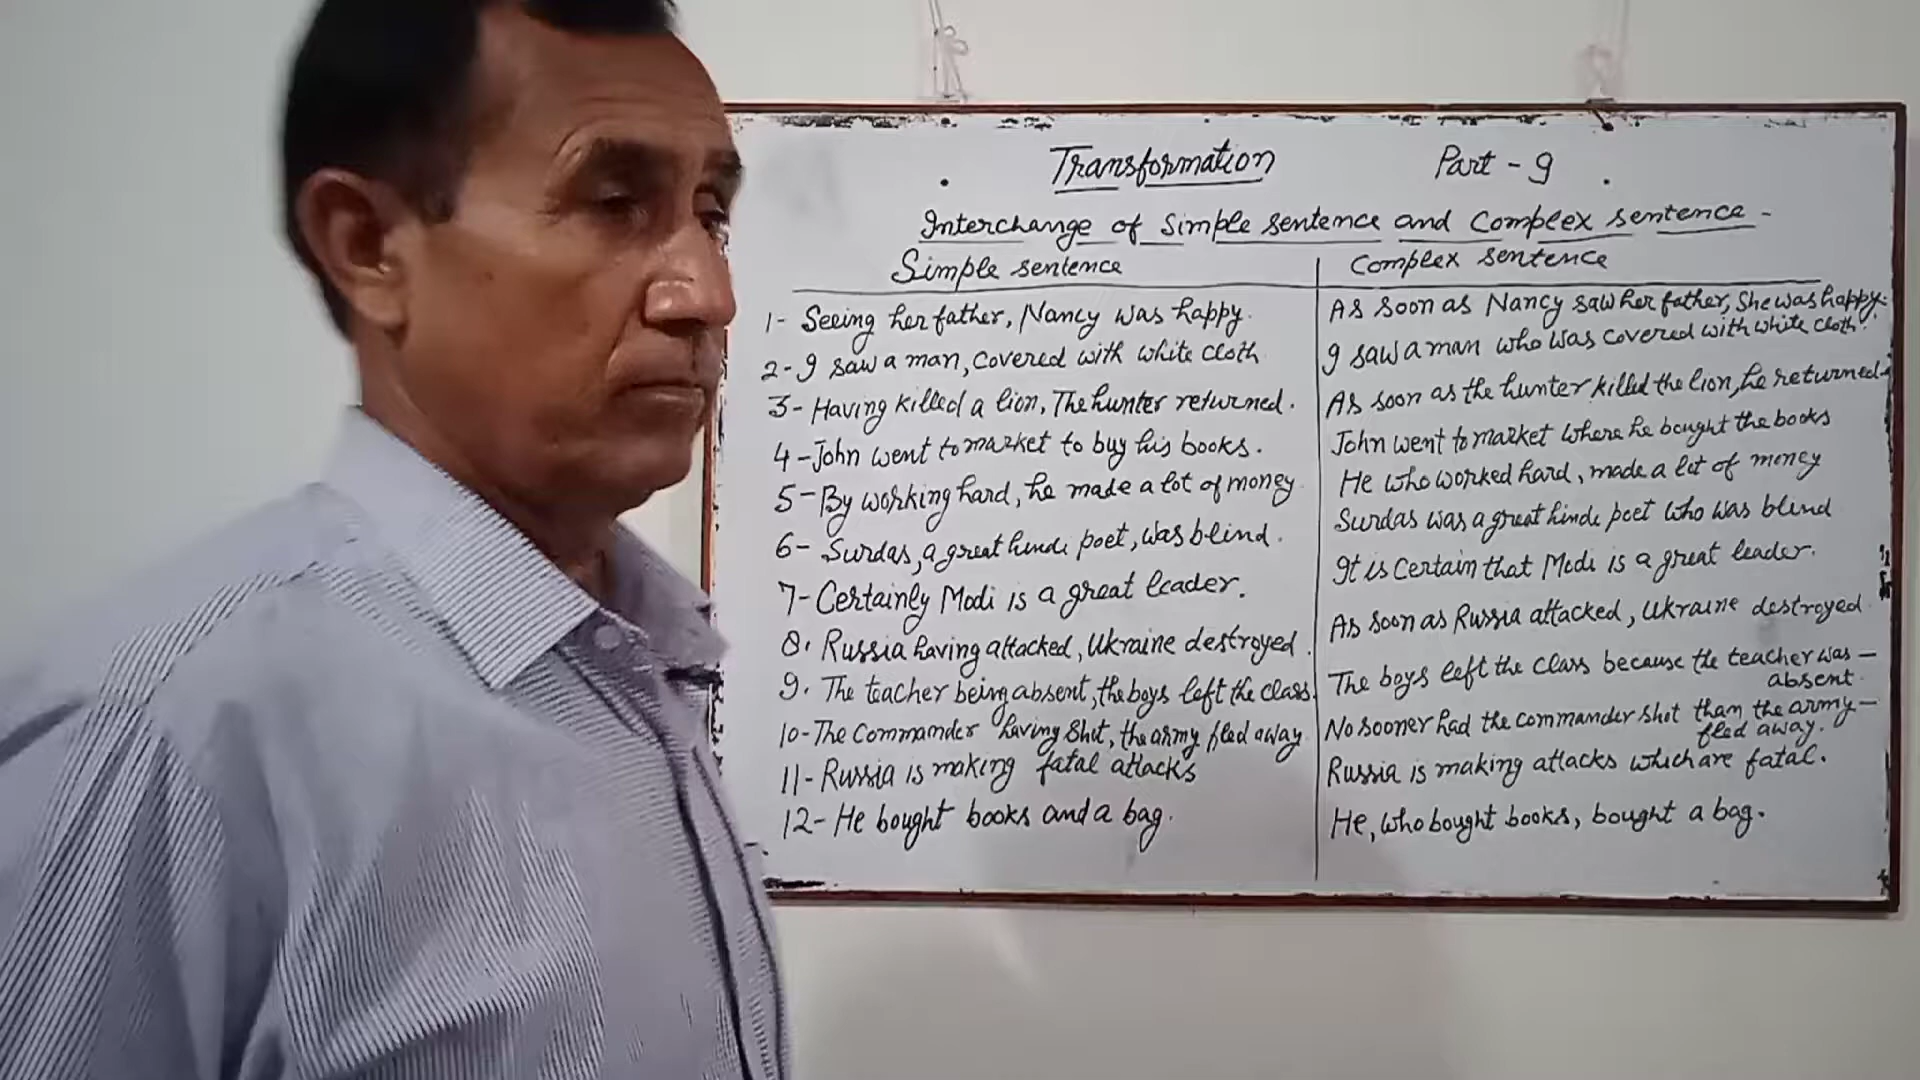 Transformation Part - 9
Interchange of Simple sentence and Complex sentence -
Simple sentence Complex sentence
1- Seeing her father, Nancy was happy. As soon as Nancy saw her father, She was happy.
2- I saw a man, covered with white cloth I saw a man who was covered with white cloth.
3- Having killed a lion, The hunter returned. As soon as the hunter killed the lion, he returned.
4- John went to market to buy his books. John went to market where he bought the books
5- By working hard, he made a lot of money He who worked hard, made a lot of money
6- Surdas, a great hindi poet, was blind. Surdas was a great hindi poet who was blind
7- Certainly Modi is a great leader. It is Certain that Modi is a great leader.
8. Russia having attacked, Ukraine destroyed. As soon as Russia attacked, Ukraine destroyed
9. The teacher being absent, the boys left the class. The boys left the class because the teacher was -
absent.
10- The Commander having shot, the army fled away No sooner had the commander shot than the army -
fled away.
11- Russia is making fatal attacks Russia is making attacks which are fatal.
12- He bought books and a bag. He, who bought books, bought a bag.